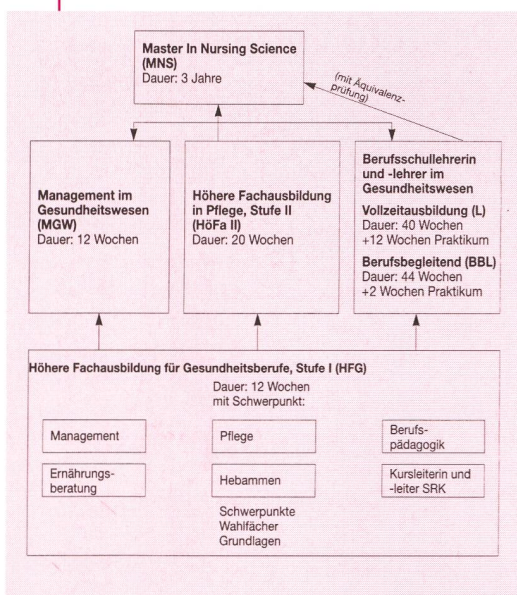 Master In Nursing Science
(MNS)
Dauer: 3 Jahre
(mit Äquivalenz-
prüfung)
Management im
Gesundheitswesen
(MGW)
Dauer: 12 Wochen
Höhere Fachausbildung
in Pflege, Stufe II
(HöFa II)
Dauer: 20 Wochen
Berufsschullehrerin
und -lehrer im
Gesundheitswesen
Vollzeitausbildung (L)
Dauer: 40 Wochen
+12 Wochen Praktikum
Berufsbegleitend (BBL)
Dauer: 44 Wochen
+2 Wochen Praktikum
Höhere Fachausbildung für Gesundheitsberufe, Stufe I (HFG)
Dauer: 12 Wochen
mit Schwerpunkt:
Management
Pflege
Berufs-
pädagogik
Ernährungs-
beratung
Hebammen
Kursleiterin und
-leiter SRK
Schwerpunkte
Wahlfächer
Grundlagen